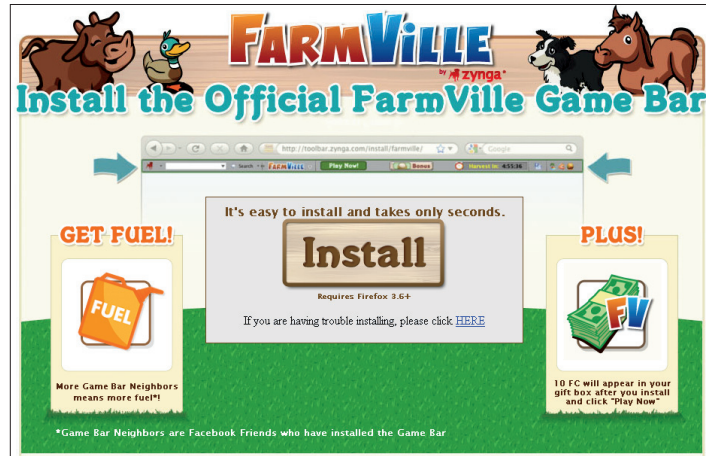 FARMVILLE
by zynga
Install the Official FarmVille Game Bar
http://toolbar.zynga.com/install/farmville/
Google
Search
FARMVILLE
Play Now!
Bonus
Harvest In 4:55:36
It's easy to install and takes only seconds.
Install
Requires Firefox 3.6+
If you are having trouble installing, please click HERE
GET FUEL!
FUEL
More Game Bar Neighbors
means more fuel*!
PLUS!
FV
10 FC will appear in your
gift box after you install
and click "Play Now"
*Game Bar Neighbors are Facebook Friends who have installed the Game Bar